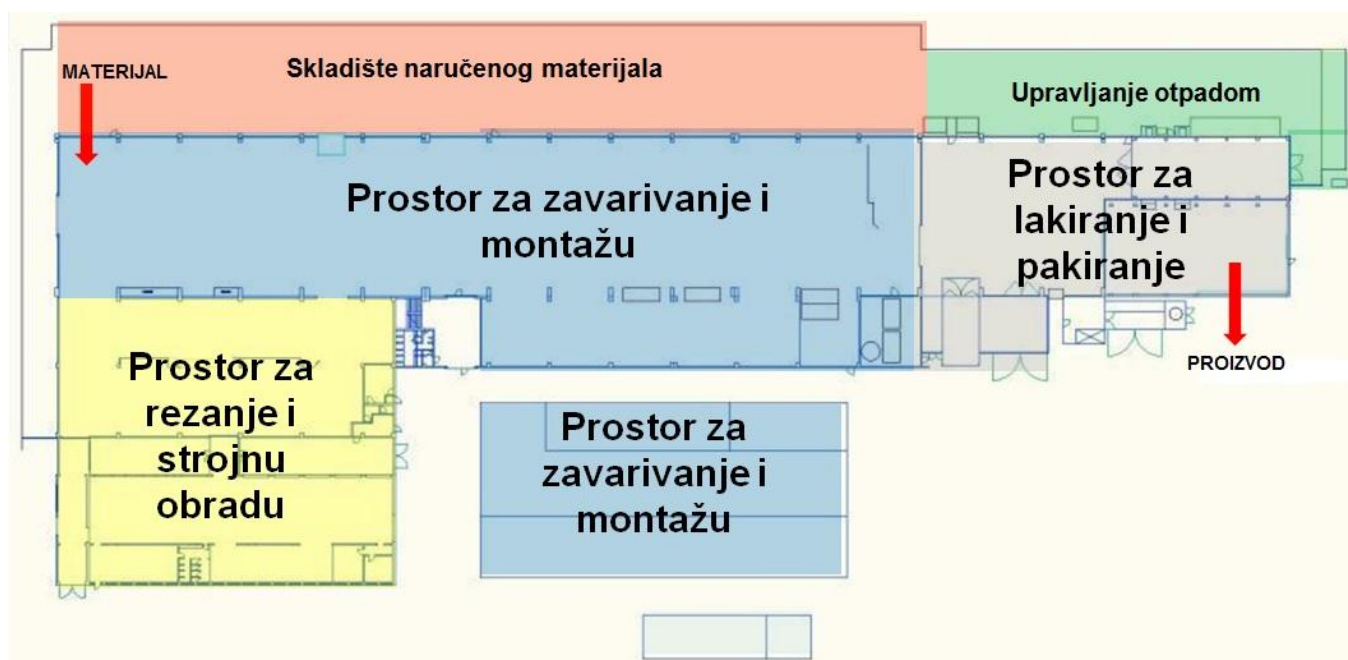 Skladište naručenog materijala
MATERIJAL
Upravljanje otpadom
Prostor za zavarivanje i
montažu
Prostor za
lakiranje i
pakiranje
PROIZVOD
Prostor za
rezanje i
strojnu
obradu
Prostor za
zavarivanje i
montažu